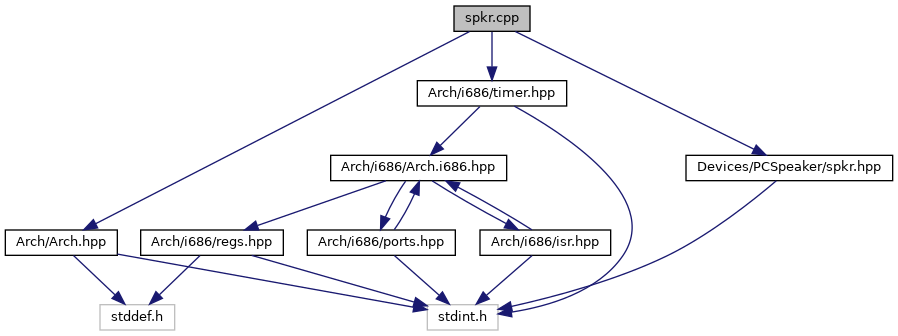 spkr.cpp
Arch/i686/timer.hpp
Arch/i686/Arch.i686.hpp
Devices/PCSpeaker/spkr.hpp
Arch/Arch.hpp
Arch/i686/regs.hpp
Arch/i686/ports.hpp
Arch/i686/isr.hpp
stddef.h
stdint.h